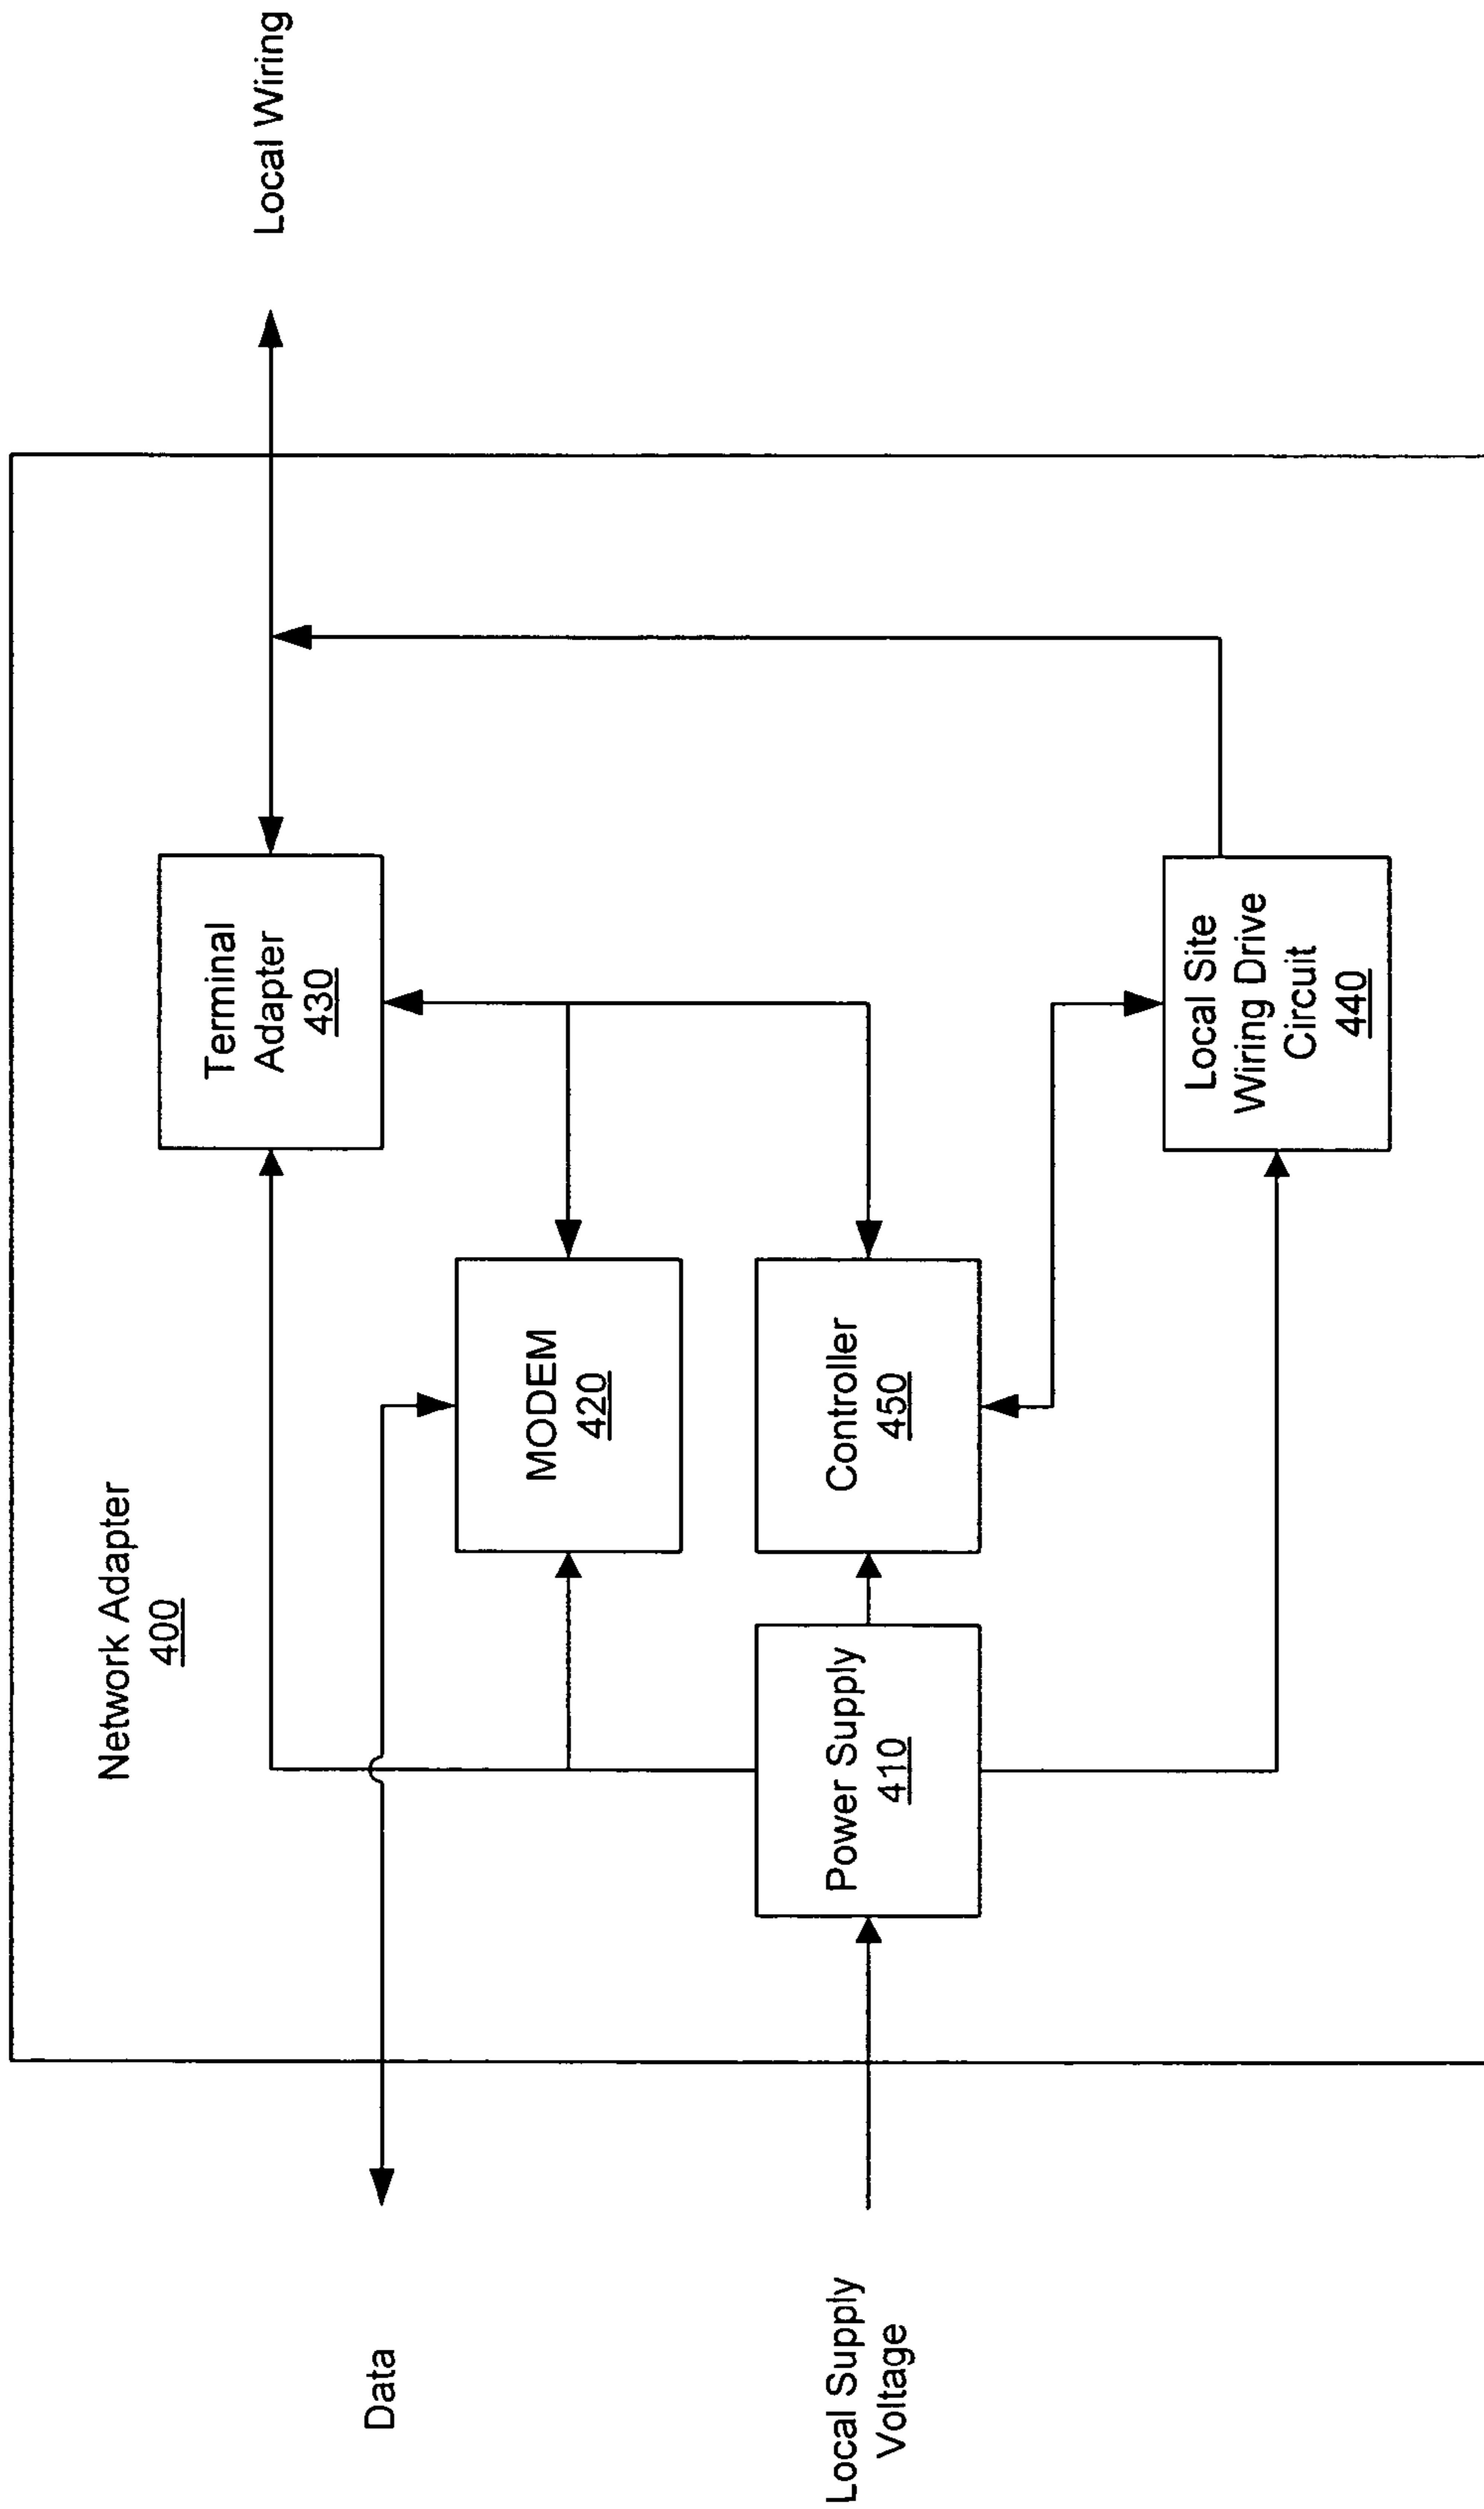 Network Adapter
400
Local Wiring
Terminal
Adapter
430
Data
MODEM
420
Local Supply
Voltage
Power Supply
410
Controller
450
Local Site
Wiring Drive
Circuit
440